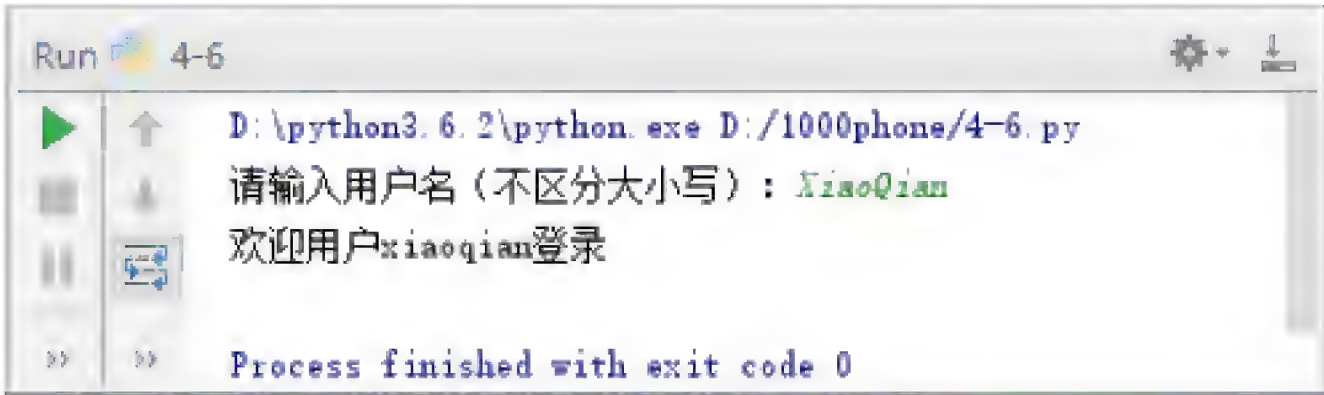 Run 4-6
D:\python3.6.2\python.exe D:/1000phone/4-6.py
请输入用户名（不区分大小写）：XiaoQian
欢迎用户xiaoqian登录
Process finished with exit code 0